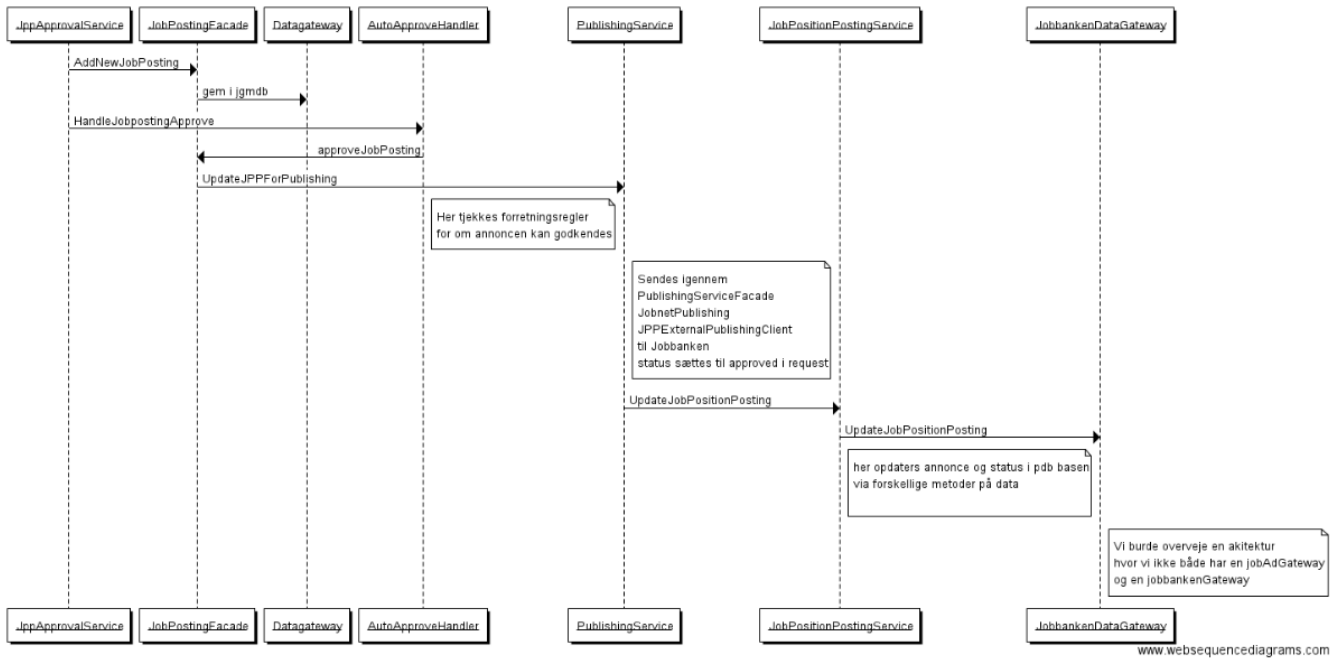 JppApprovalService
JobPostingFacade
Datagateway
AutoApproveHandler
PublishingService
JobPositionPostingService
JobbankenDataGateway
AddNewJobPosting
gem i jgmdb
HandleJobpostingApprove
approveJobPosting
UpdateJPPForPublishing
Her tjekkes forretningsregler
for om annoncen kan godkendes
Sendes igennem
PublishingServiceFacade
JobnetPublishing
JPPExternalPublishingClient
til Jobbanken
status sættes til approved i request
UpdateJobPositionPosting
UpdateJobPositionPosting
her opdaters annonce og status i pdb basen
via forskellige metoder på data
Vi burde overveje en akitektur
hvor vi ikke både har en jobAdGateway
og en jobbankenGateway
JppApprovalService
JobPostingFacade
Datagateway
AutoApproveHandler
PublishingService
JobPositionPostingService
JobbankenDataGateway
www.websequencediagrams.com